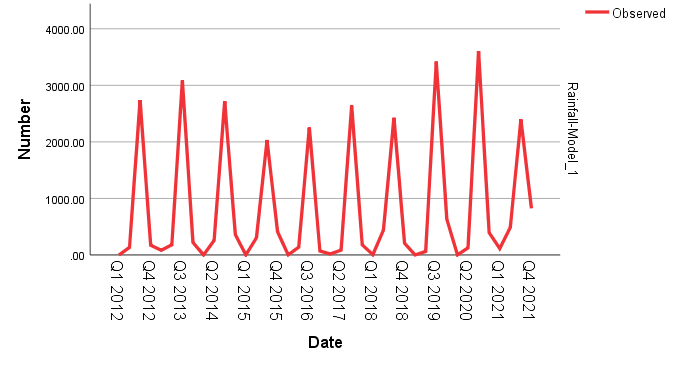 Observed
4000.00
3000.00
2000.00
1000.00
.00
Number
Rainfall-Model_1
Q1 2012
Q4 2012
Q3 2013
Q2 2014
Q1 2015
Q4 2015
Q3 2016
Q2 2017
Q1 2018
Q4 2018
Q3 2019
Q2 2020
Q1 2021
Q4 2021
Date